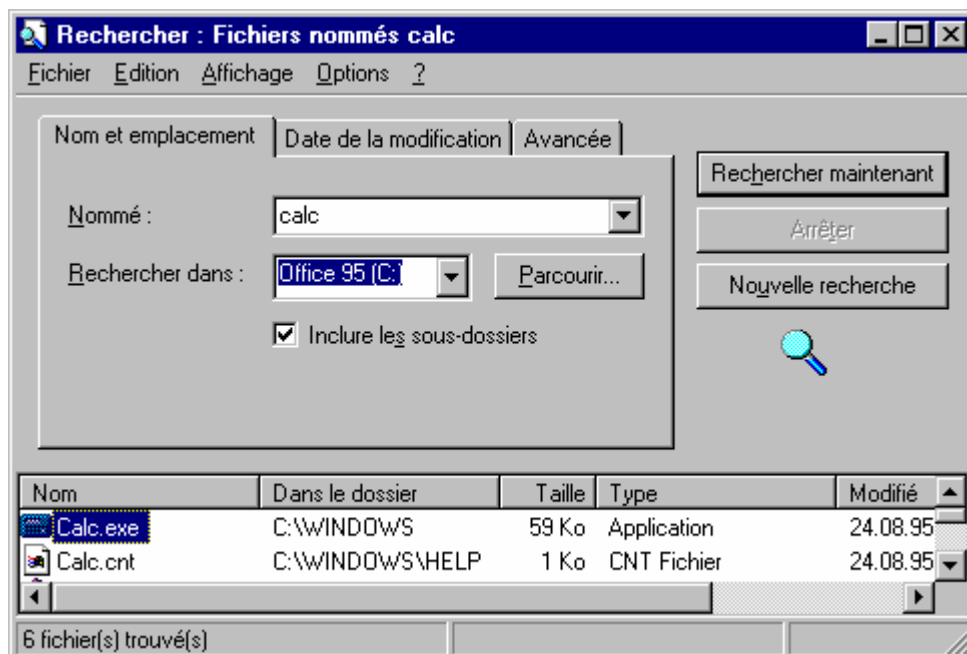 Rechercher : Fichiers nommés calc
Fichier Edition Affichage Options ?
Nom et emplacement Date de la modification Avancée
Nommé : calc
Rechercher dans : Office 95 (C:) Parcourir...
Inclure les sous-dossiers
Rechercher maintenant
Arrêter
Nouvelle recherche
Nom Dans le dossier Taille Type Modifié
Calc.exe C:\WINDOWS 59 Ko Application 24.08.95
Calc.cnt C:\WINDOWS\HELP 1 Ko CNT Fichier 24.08.95
6 fichier(s) trouvé(s)